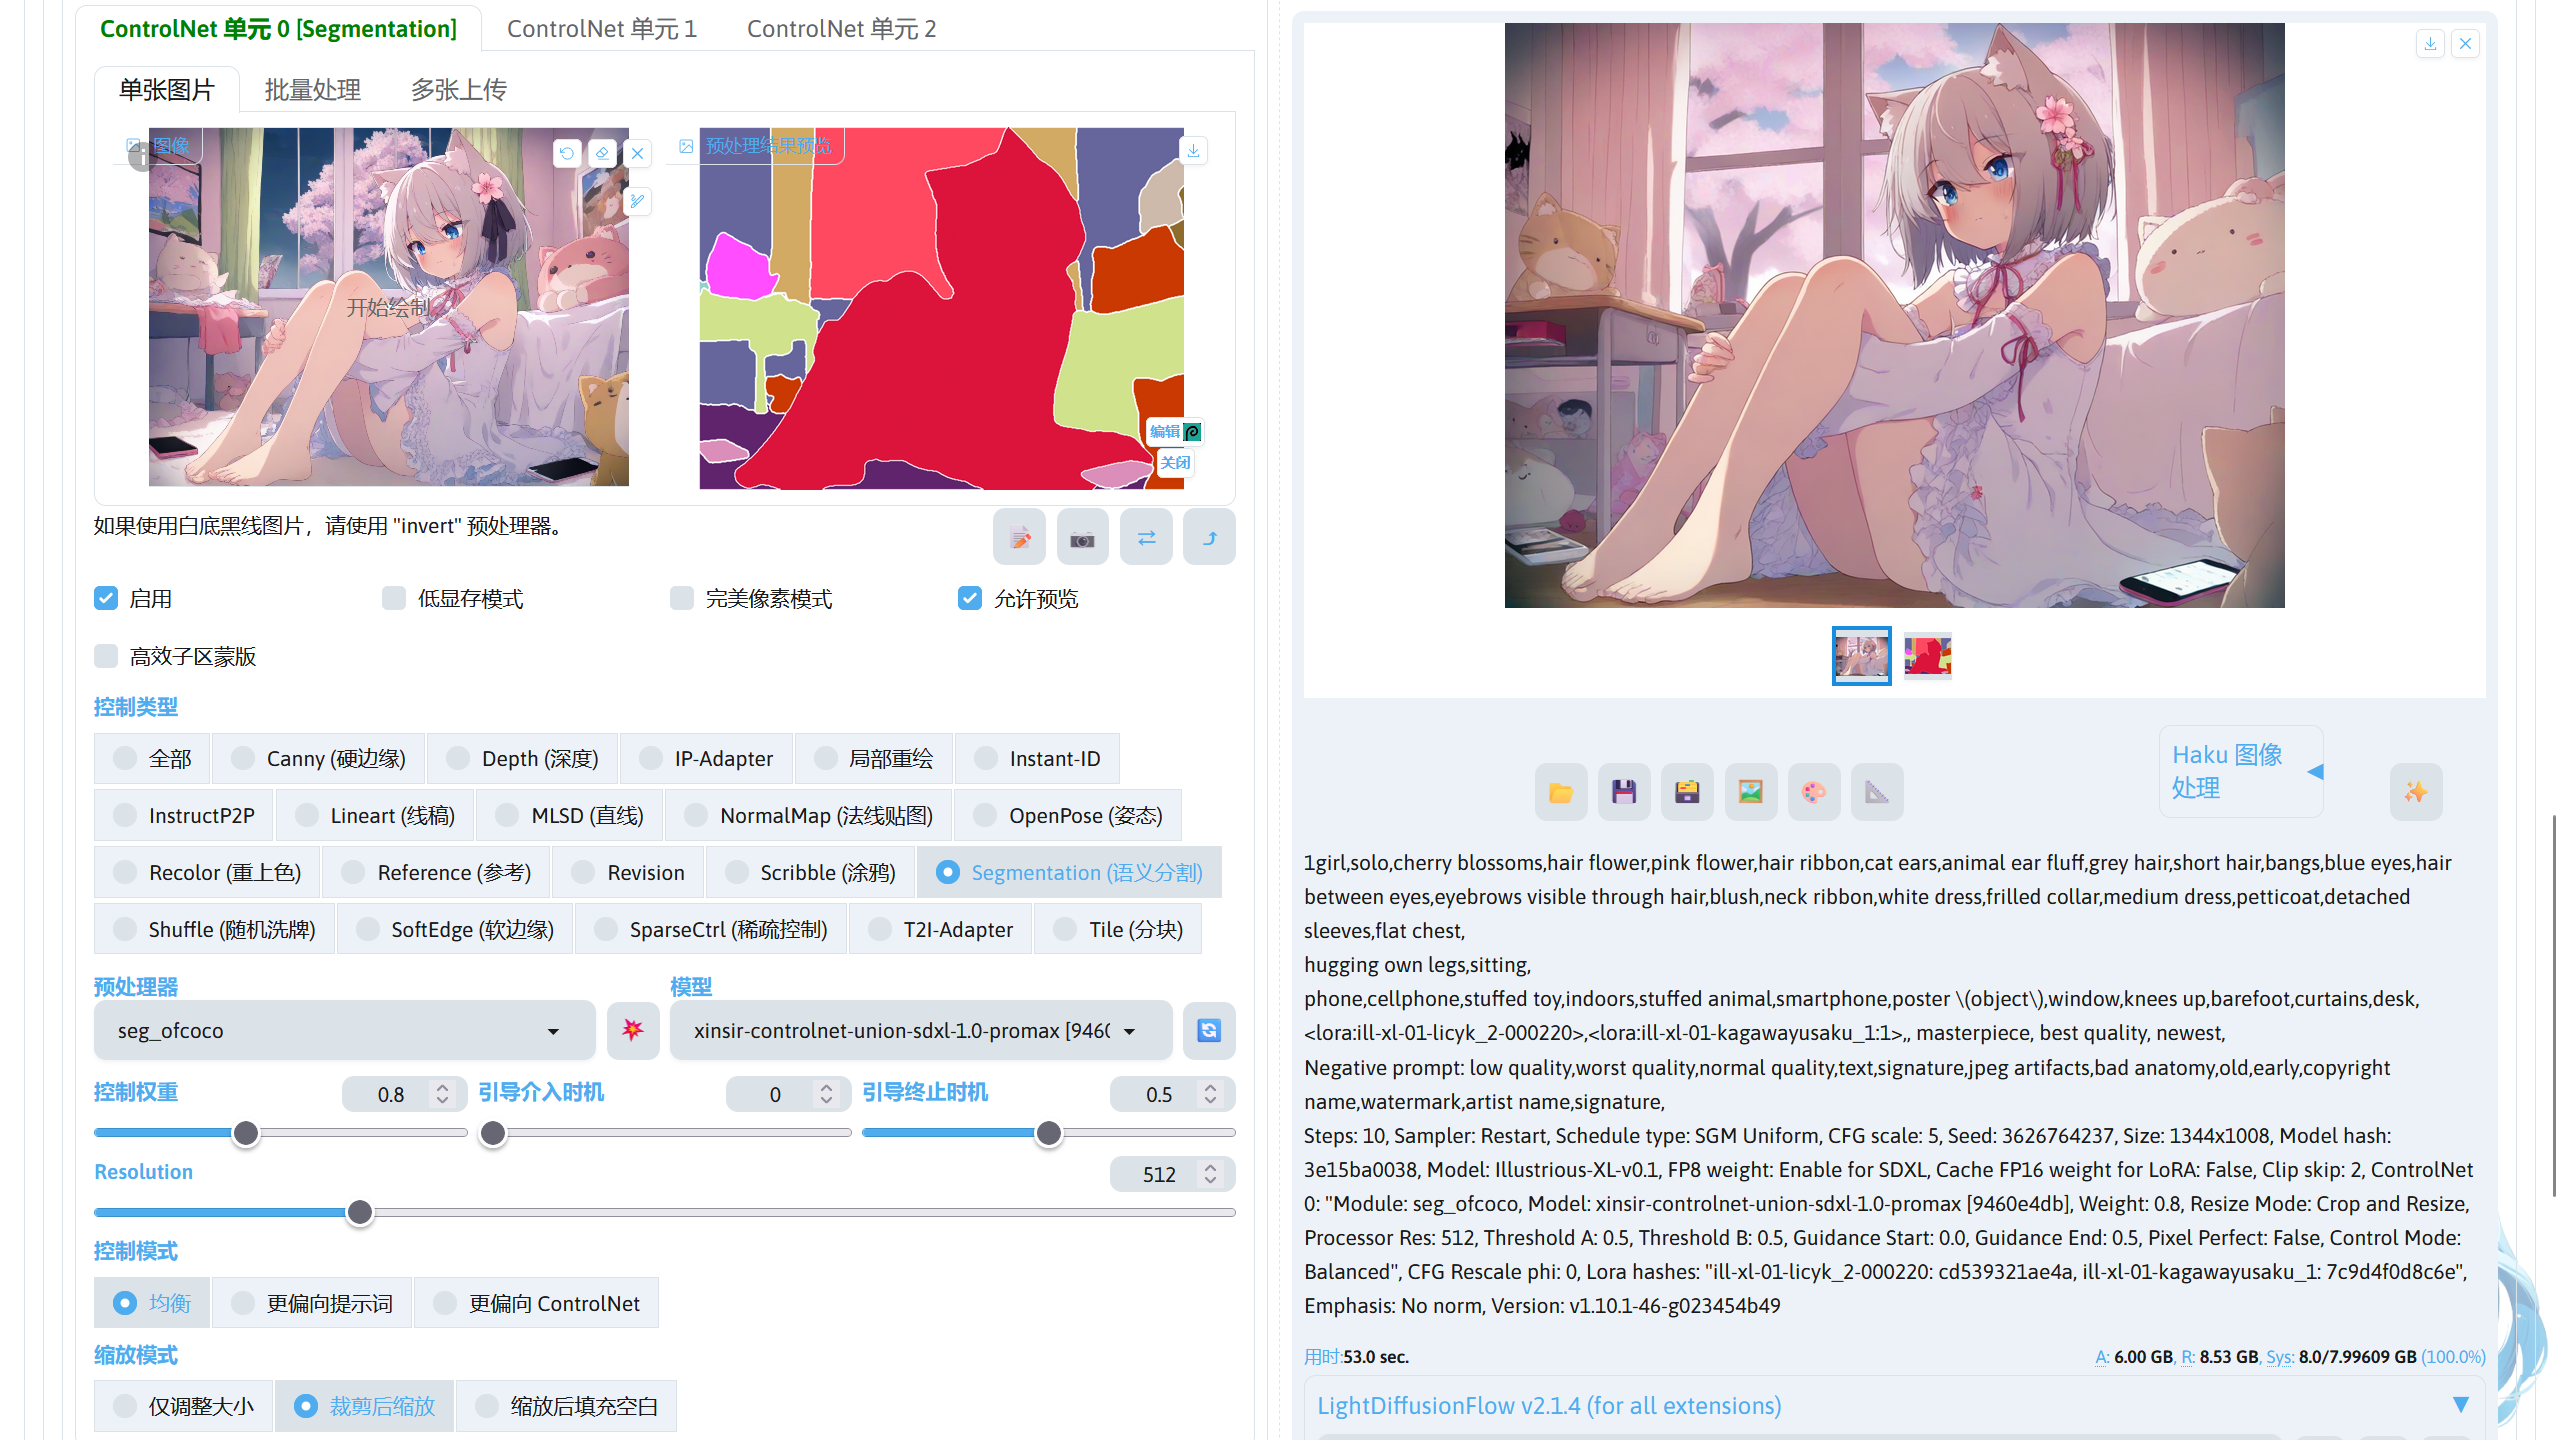 ControlNet 单元 0 [Segmentation]
ControlNet 单元 1
ControlNet 单元 2
单张图片
批量处理
多张上传
图像
预处理结果预览
开始绘制
编辑
关闭
如果使用白底黑线图片，请使用 "invert" 预处理器。
启用
低显存模式
完美像素模式
允许预览
高效子区蒙版
控制类型
全部
Canny (硬边缘)
Depth (深度)
IP-Adapter
局部重绘
Instant-ID
InstructP2P
Lineart (线稿)
MLSD (直线)
NormalMap (法线贴图)
OpenPose (姿态)
Recolor (重上色)
Reference (参考)
Revision
Scribble (涂鸦)
Segmentation (语义分割)
Shuffle (随机洗牌)
SoftEdge (软边缘)
SparseCtrl (稀疏控制)
T2I-Adapter
Tile (分块)
预处理器
模型
seg_ofcoco
xinsir-controlnet-union-sdxl-1.0-promax [946(
控制权重
0.8
引导介入时机
0
引导终止时机
0.5
Resolution
512
控制模式
均衡
更偏向提示词
更偏向 ControlNet
缩放模式
仅调整大小
裁剪后缩放
缩放后填充空白
Haku 图像
处理
1girl,solo,cherry blossoms,hair flower,pink flower,hair ribbon,cat ears,animal ear fluff,grey hair,short hair,bangs,blue eyes,hair
between eyes,eyebrows visible through hair,blush,neck ribbon,white dress,frilled collar,medium dress,petticoat,detached
sleeves,flat chest,
hugging own legs,sitting,
phone,cellphone,stuffed toy,indoors,stuffed animal,smartphone,poster \(object\),window,knees up,barefoot,curtains,desk,
<lora:ill-xl-01-licyk_2-000220>,<lora:ill-xl-01-kagawayusaku_1:1>,, masterpiece, best quality, newest,
Negative prompt: low quality,worst quality,normal quality,text,signature,jpeg artifacts,bad anatomy,old,early,copyright
name,watermark,artist name,signature,
Steps: 10, Sampler: Restart, Schedule type: SGM Uniform, CFG scale: 5, Seed: 3626764237, Size: 1344x1008, Model hash:
3e15ba0038, Model: Illustrious-XL-v0.1, FP8 weight: Enable for SDXL, Cache FP16 weight for LoRA: False, Clip skip: 2, ControlNet
0: "Module: seg_ofcoco, Model: xinsir-controlnet-union-sdxl-1.0-promax [9460e4db], Weight: 0.8, Resize Mode: Crop and Resize,
Processor Res: 512, Threshold A: 0.5, Threshold B: 0.5, Guidance Start: 0.0, Guidance End: 0.5, Pixel Perfect: False, Control Mode:
Balanced", CFG Rescale phi: 0, Lora hashes: "ill-xl-01-licyk_2-000220: cd539321ae4a, ill-xl-01-kagawayusaku_1: 7c9d4f0d8c6e",
Emphasis: No norm, Version: v1.10.1-46-g023454b49
用时:53.0 sec.
A: 6.00 GB, R: 8.53 GB, Sys: 8.0/7.99609 GB (100.0%)
LightDiffusionFlow v2.1.4 (for all extensions)